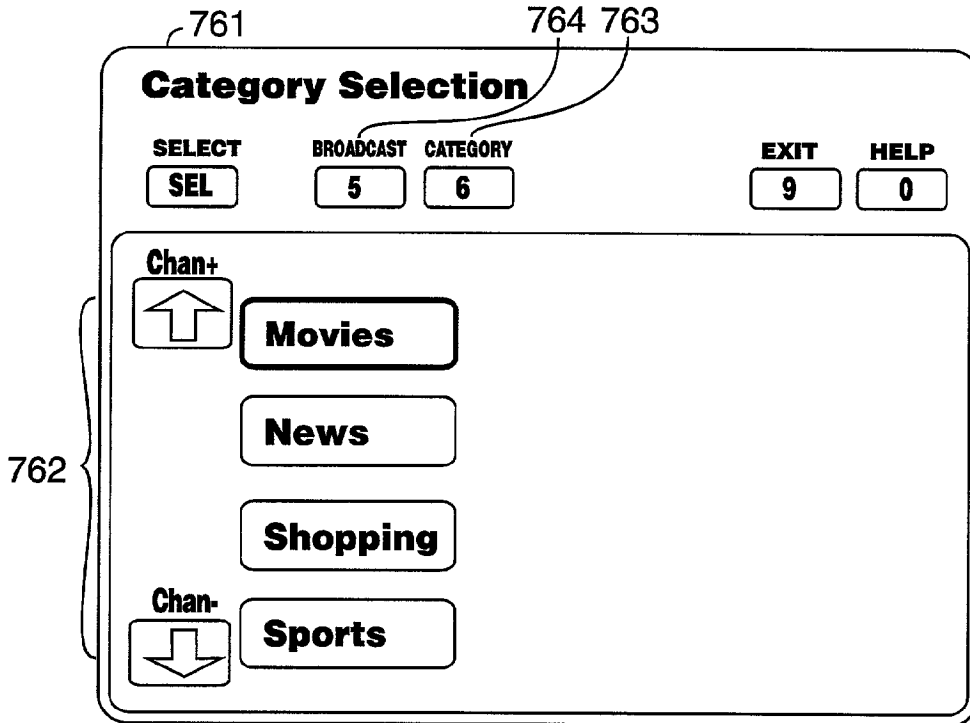 761
764 763
Category Selection
SELECT BROADCAST CATEGORY EXIT HELP
SEL 5 6 9 0
Chan+
Movies
News
762
Shopping
Chan-
Sports